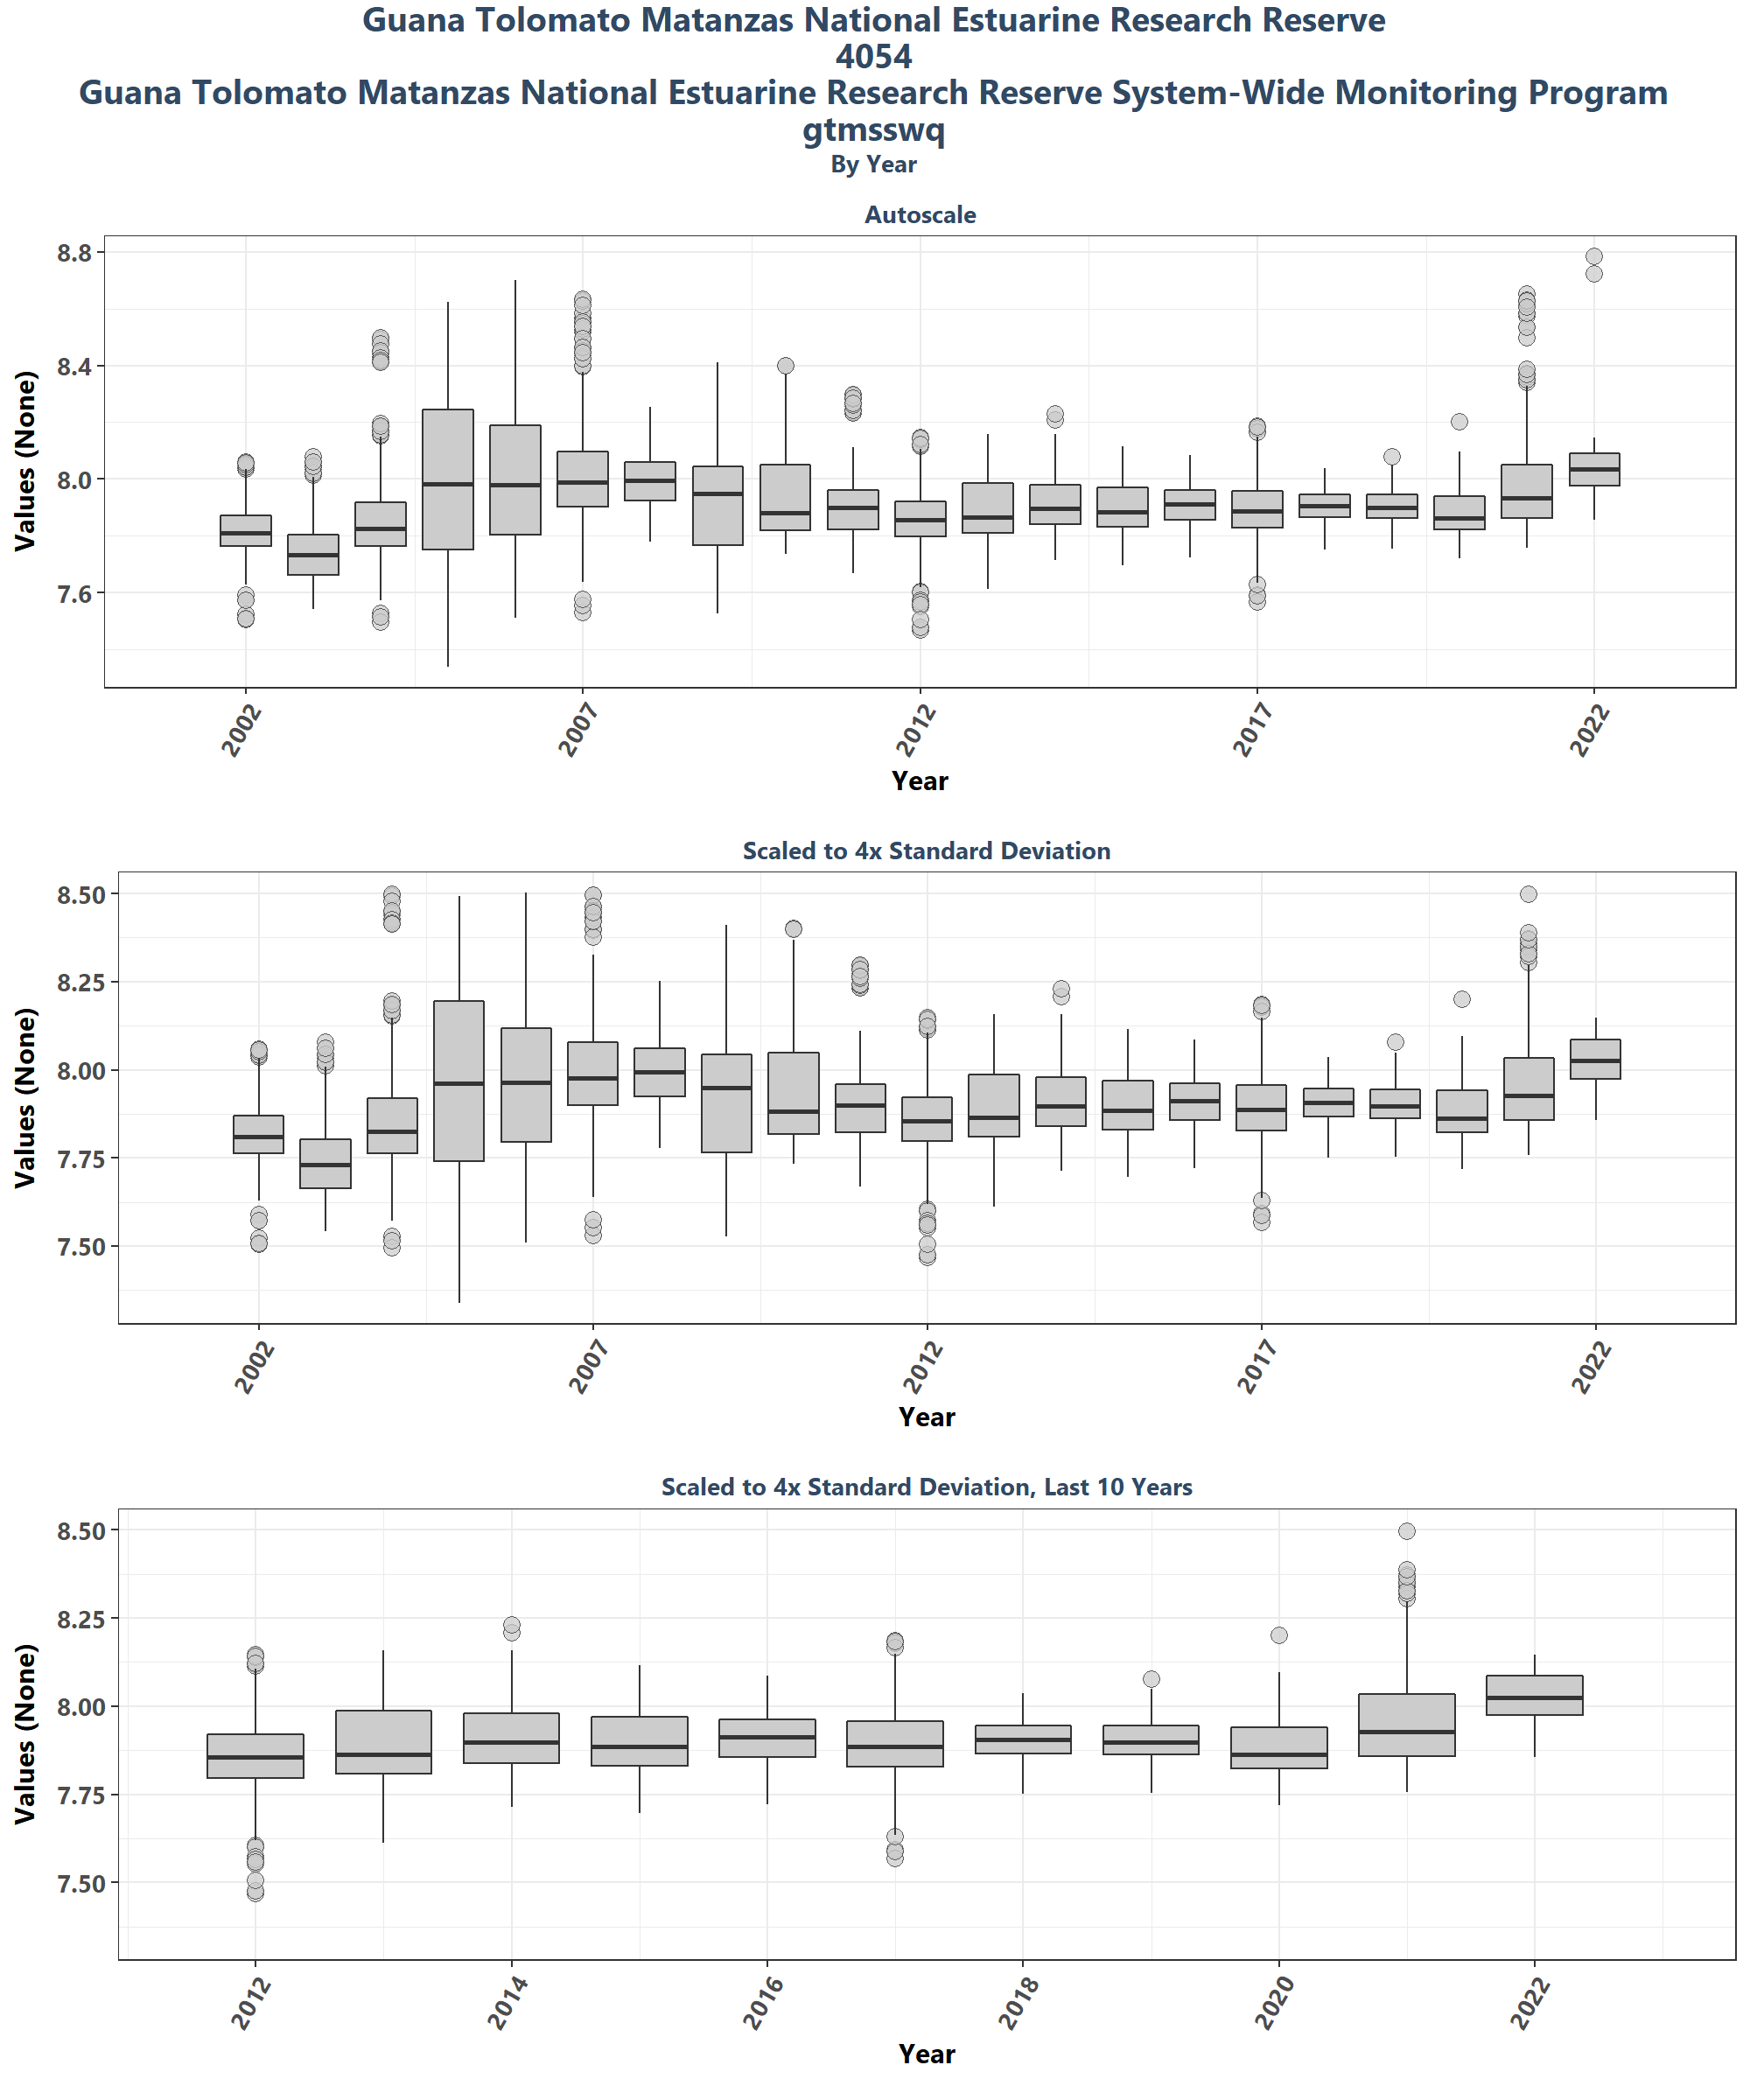 Guana Tolomato Matanzas National Estuarine Research Reserve
4054
Guana Tolomato Matanzas National Estuarine Research Reserve System-Wide Monitoring Program
gtmsswq
By Year
Autoscale
Values (None)
8.8
8.4
8.0
7.6
2002
2007
2012
2017
2022
Year
Scaled to 4x Standard Deviation
Values (None)
8.50
8.25
8.00
7.75
7.50
2002
2007
2012
2017
2022
Year
Scaled to 4x Standard Deviation, Last 10 Years
Values (None)
8.50
8.25
8.00
7.75
7.50
2012
2014
2016
2018
2020
2022
Year